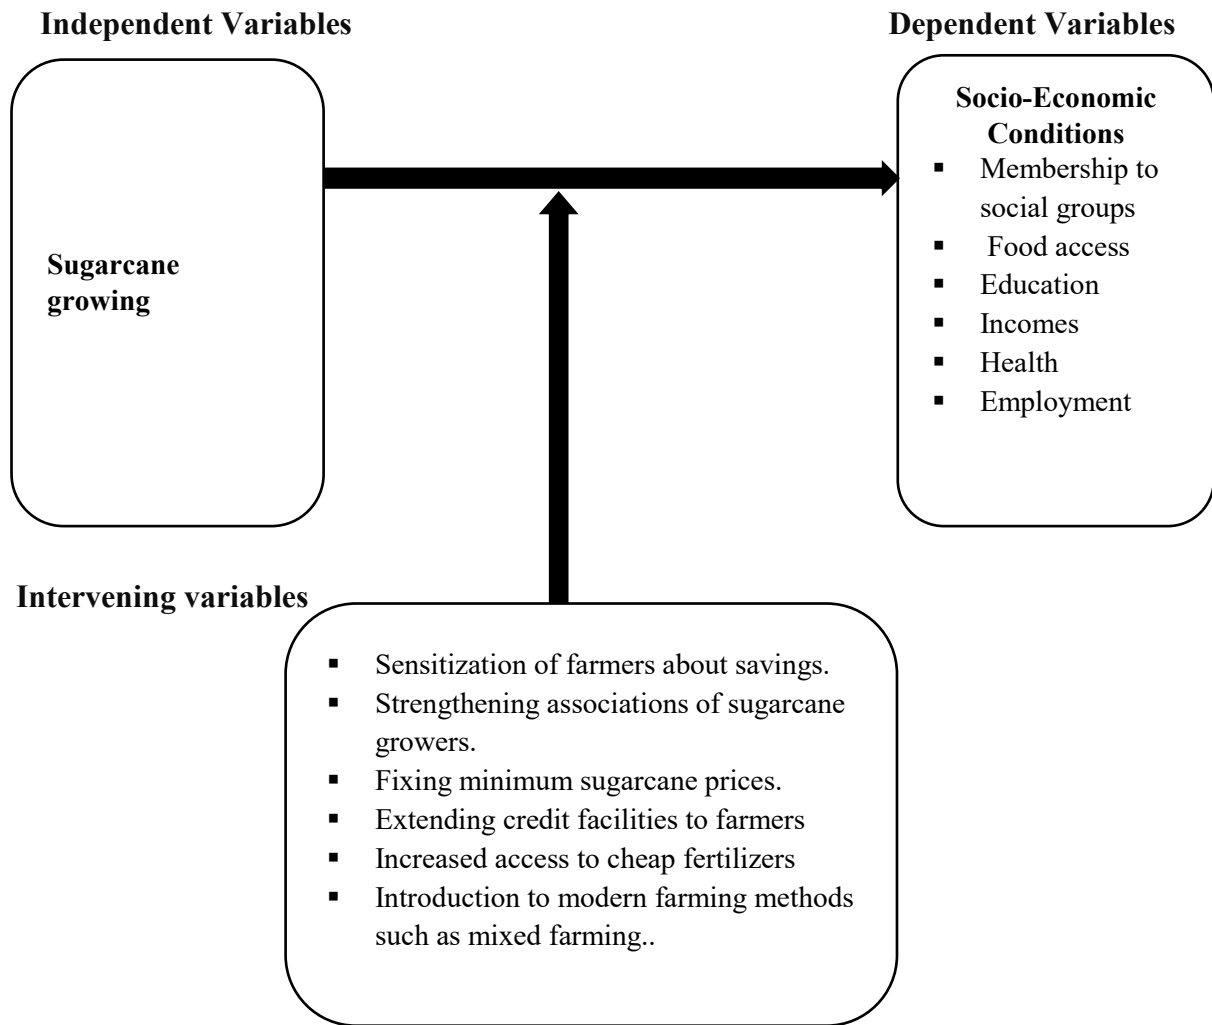 Independent Variables
Dependent Variables
Sugarcane
growing
Socio-Economic
Conditions
▪ Membership to
social groups
▪ Food access
▪ Education
▪ Incomes
▪ Health
▪ Employment
Intervening variables
▪ Sensitization of farmers about savings.
▪ Strengthening associations of sugarcane
growers.
▪ Fixing minimum sugarcane prices.
▪ Extending credit facilities to farmers
▪ Increased access to cheap fertilizers
▪ Introduction to modern farming methods
such as mixed farming..